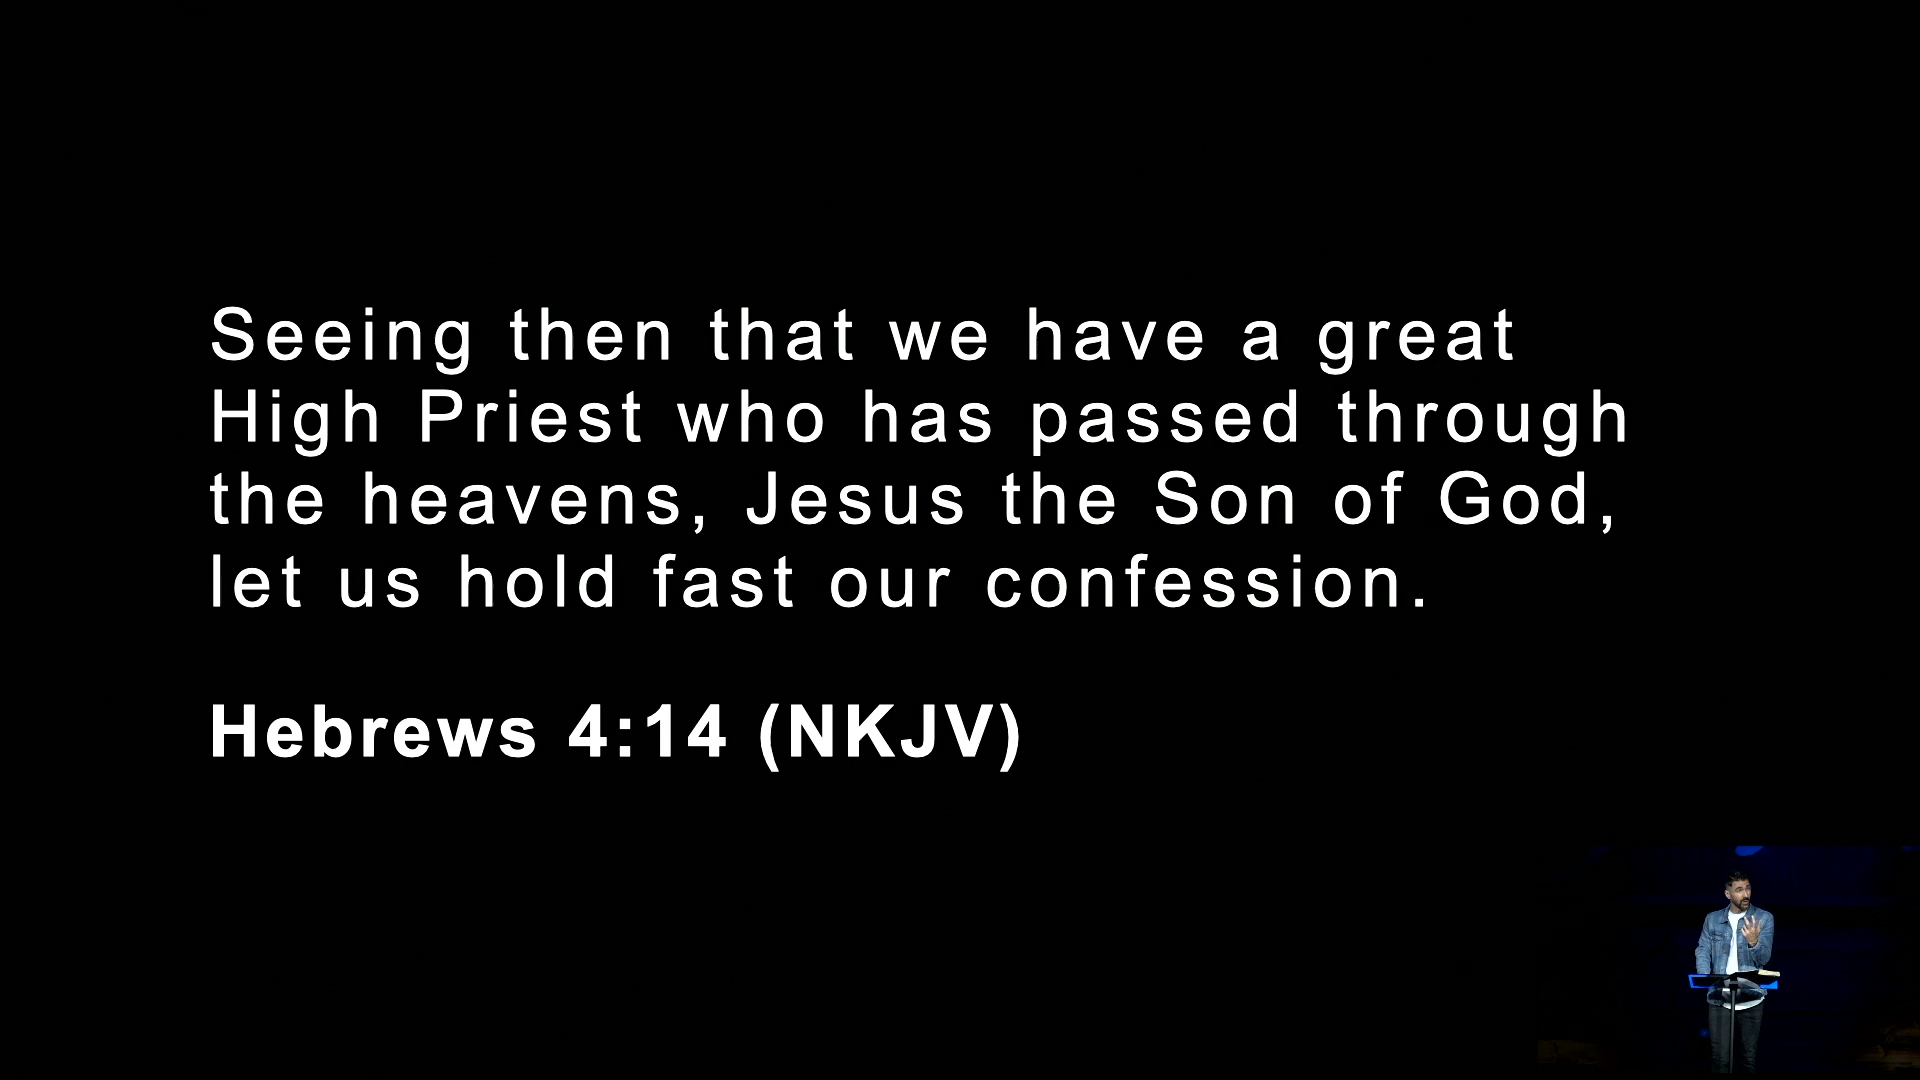 Seeing then that we have a great
High Priest who has passed through
the heavens, Jesus the Son of God,
let us hold fast our confession.
Hebrews 4:14 (NKJV)